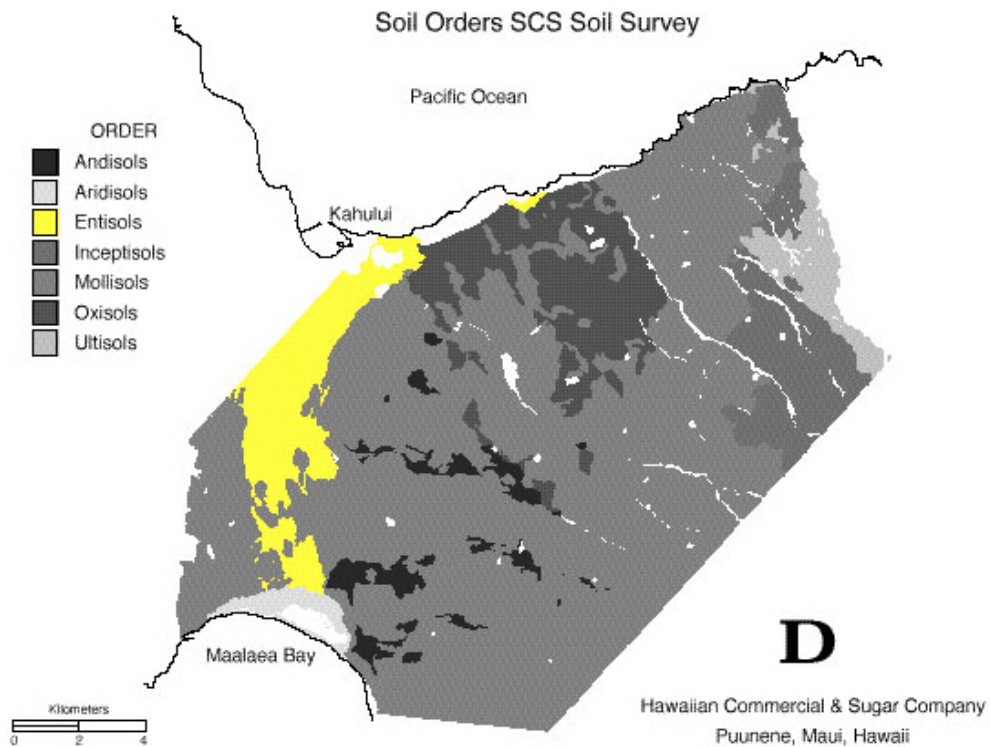 Soil Orders SCS Soil Survey
Pacific Ocean
ORDER
Andisols
Aridisols
Entisols
Inceptisols
Mollisols
Oxisols
Ultisols
Kahului
Maalaea Bay
Kilometers
0 2 4
D
Hawaiian Commercial & Sugar Company
Puunene, Maui, Hawaii